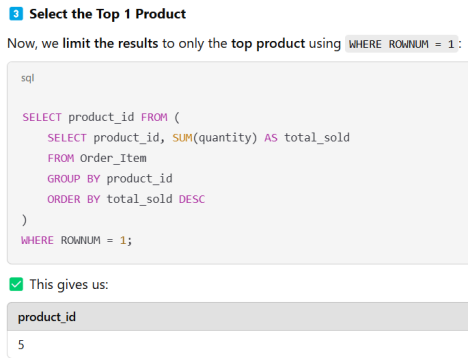 3 Select the Top 1 Product
Now, we limit the results to only the top product using WHERE ROWNUM = 1 :
sql
SELECT product_id FROM (
    SELECT product_id, SUM(quantity) AS total_sold
    FROM Order_Item
    GROUP BY product_id
    ORDER BY total_sold DESC
)
WHERE ROWNUM = 1;
✅ This gives us:
product_id
5